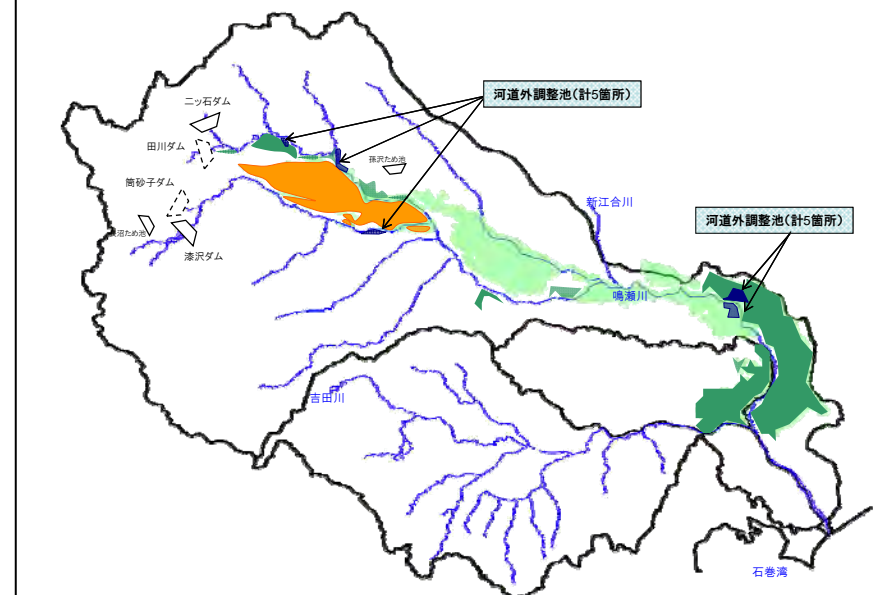 河道外調整池(計5箇所)
二ッ石ダム
田川ダム
孫沢ため池
筒砂子ダム
新江合川
河道外調整池(計5箇所)
沼ため池
漆沢ダム
鳴瀬川
吉田川
石巻湾